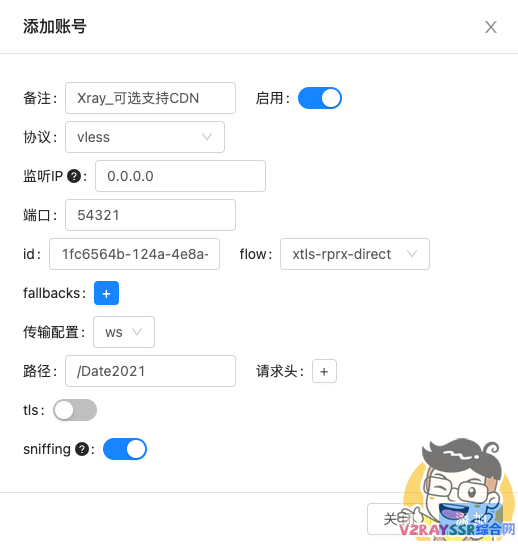 添加账号
备注: Xray_可选支持CDN 启用:
协议: vless
监听IP ?: 0.0.0.0
端口: 54321
id: 1fc6564b-124a-4e8a- flow: xtls-rprx-direct
fallbacks: +
传输配置: ws
路径: /Date2021 请求头: +
tls:
sniffing ?:
关闭 添加
V2RAYSSR综合网